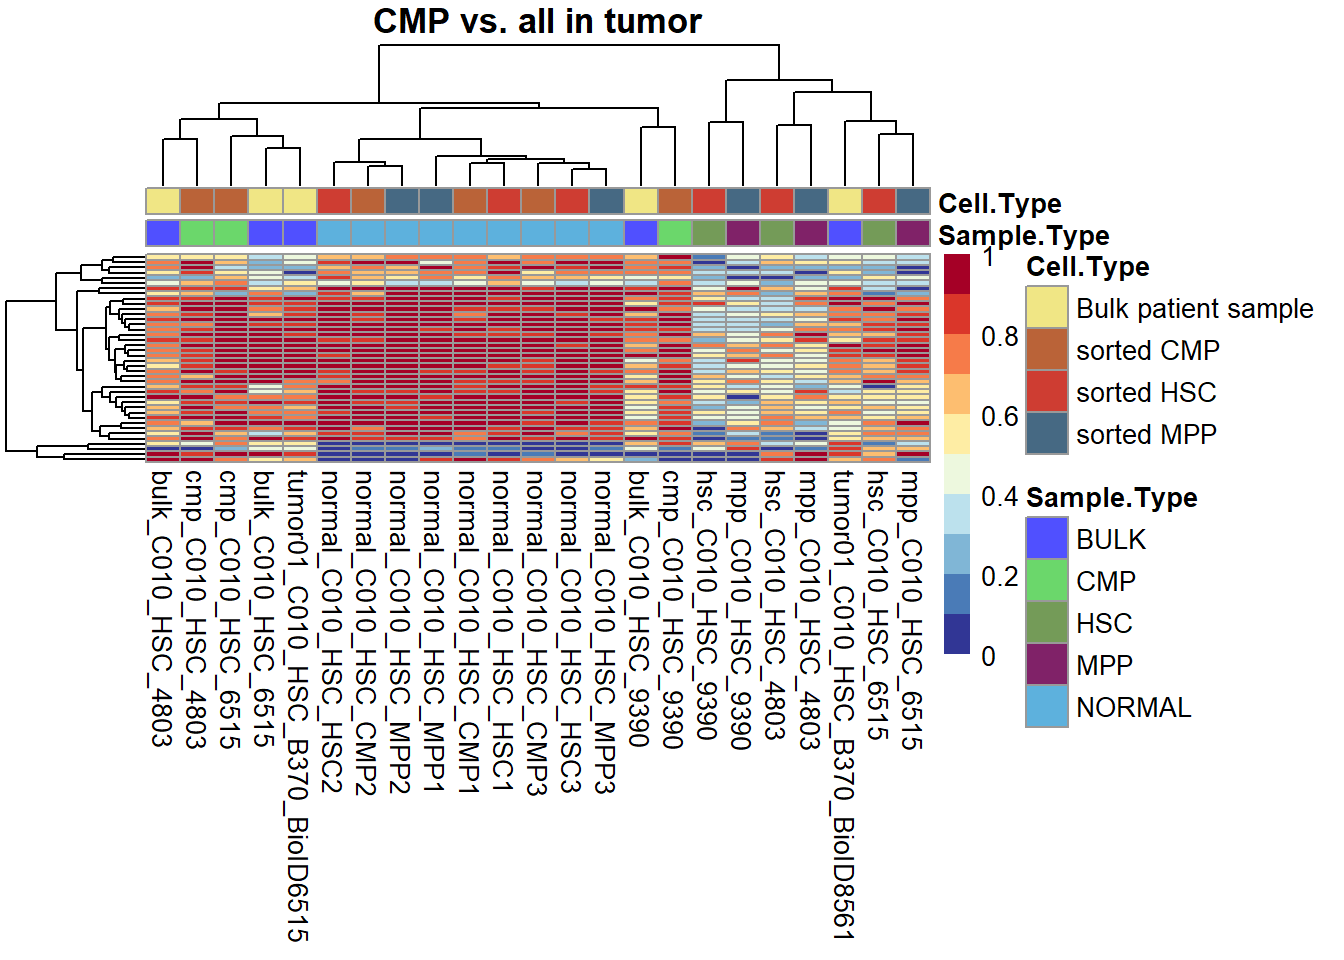 CMP vs. all in tumor
Cell.Type
Sample.Type
1
0.8
0.6
0.4
0.2
0
Cell.Type
Bulk patient sample
sorted CMP
sorted HSC
sorted MPP
Sample.Type
BULK
CMP
HSC
MPP
NORMAL
bulk_C010_HSC_4803
cmp_C010_HSC_4803
cmp_C010_HSC_6515
bulk_C010_HSC_6515
tumor01_C010_HSC_B370_BioID6515
normal_C010_HSC_HSC2
normal_C010_HSC_CMP2
normal_C010_HSC_MPP2
normal_C010_HSC_MPP1
normal_C010_HSC_CMP1
normal_C010_HSC_HSC1
normal_C010_HSC_CMP3
normal_C010_HSC_HSC3
normal_C010_HSC_MPP3
bulk_C010_HSC_9390
cmp_C010_HSC_9390
hsc_C010_HSC_9390
mpp_C010_HSC_9390
hsc_C010_HSC_4803
mpp_C010_HSC_4803
tumor01_C010_HSC_B370_BioID8561
hsc_C010_HSC_6515
mpp_C010_HSC_6515